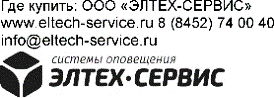 Где купить: ООО «ЭЛТЕХ-СЕРВИС»
www.eltech-service.ru 8 (8452) 74 00 40
info@eltech-service.ru
системы оповещения
ЭЛТЕХ·СЕРВИС